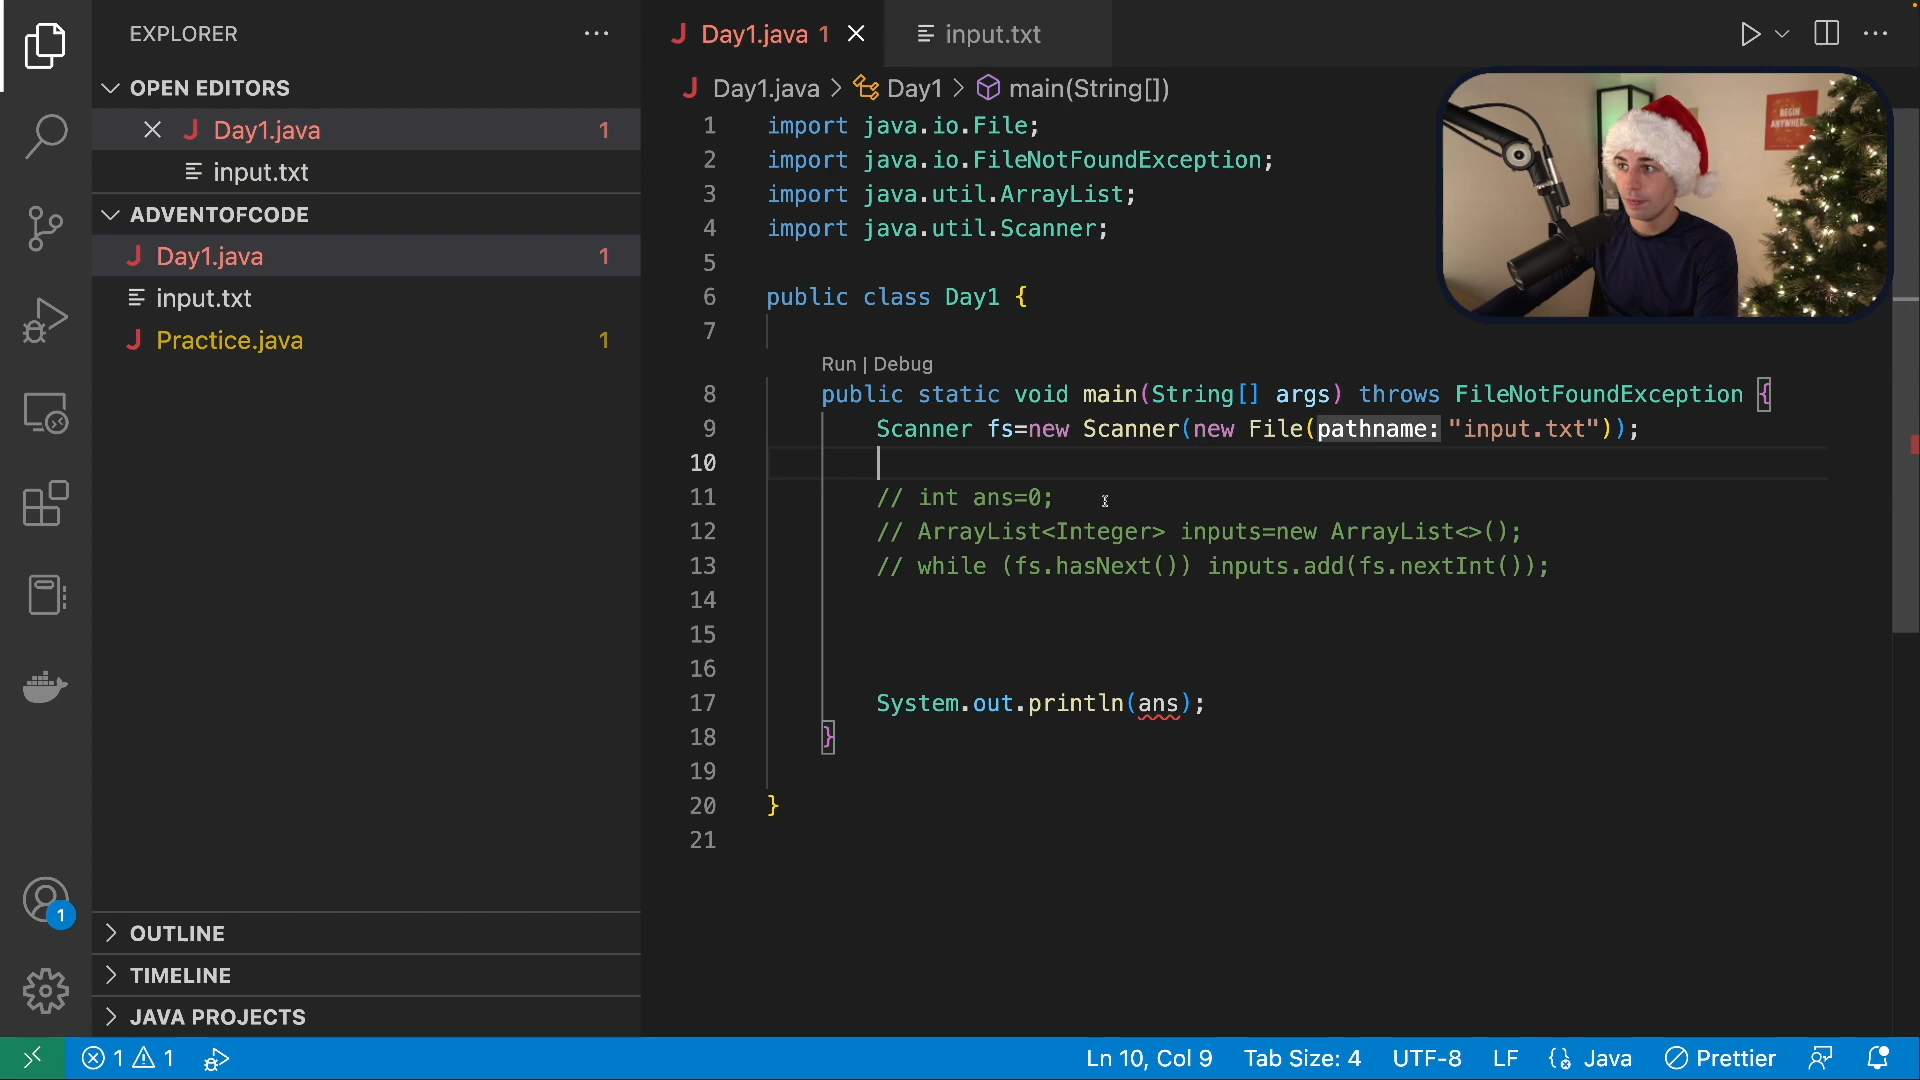 EXPLORER
OPEN EDITORS
Day1.java 1
input.txt
ADVENTOFCODE
Day1.java 1
input.txt
Practice.java 1
OUTLINE
TIMELINE
JAVA PROJECTS
Day1.java 1
input.txt
Day1.java > Day1 > main(String[])
1 import java.io.File;
2 import java.io.FileNotFoundException;
3 import java.util.ArrayList;
4 import java.util.Scanner;
5
6 public class Day1 {
7
Run | Debug
8 public static void main(String[] args) throws FileNotFoundException {
9 Scanner fs=new Scanner(new File(pathname: "input.txt"));
10
11 // int ans=0;
12 // ArrayList<Integer> inputs=new ArrayList<>();
13 // while (fs.hasNext()) inputs.add(fs.nextInt());
14
15
16
17 System.out.println(ans);
18 }
19
20 }
21
BEGIN
ANYWHERE.
1
1 1
Ln 10, Col 9 Tab Size: 4 UTF-8 LF Java Prettier